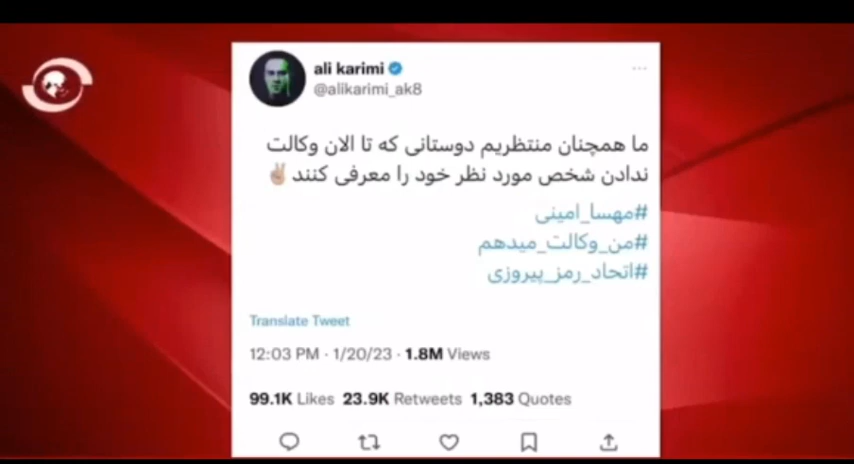 ali karimi
@alikarimi_ak8
ما همچنان منتظریم دوستانی که تا الان وکالت
ندادن شخص مورد نظر خود را معرفی کنند✌🏼
#مهسا_امینی
#من_وکالت_میدهم
#اتحاد_رمز_پیروزی
Translate Tweet
12:03 PM · 1/20/23 · 1.8M Views
99.1K Likes 23.9K Retweets 1,383 Quotes